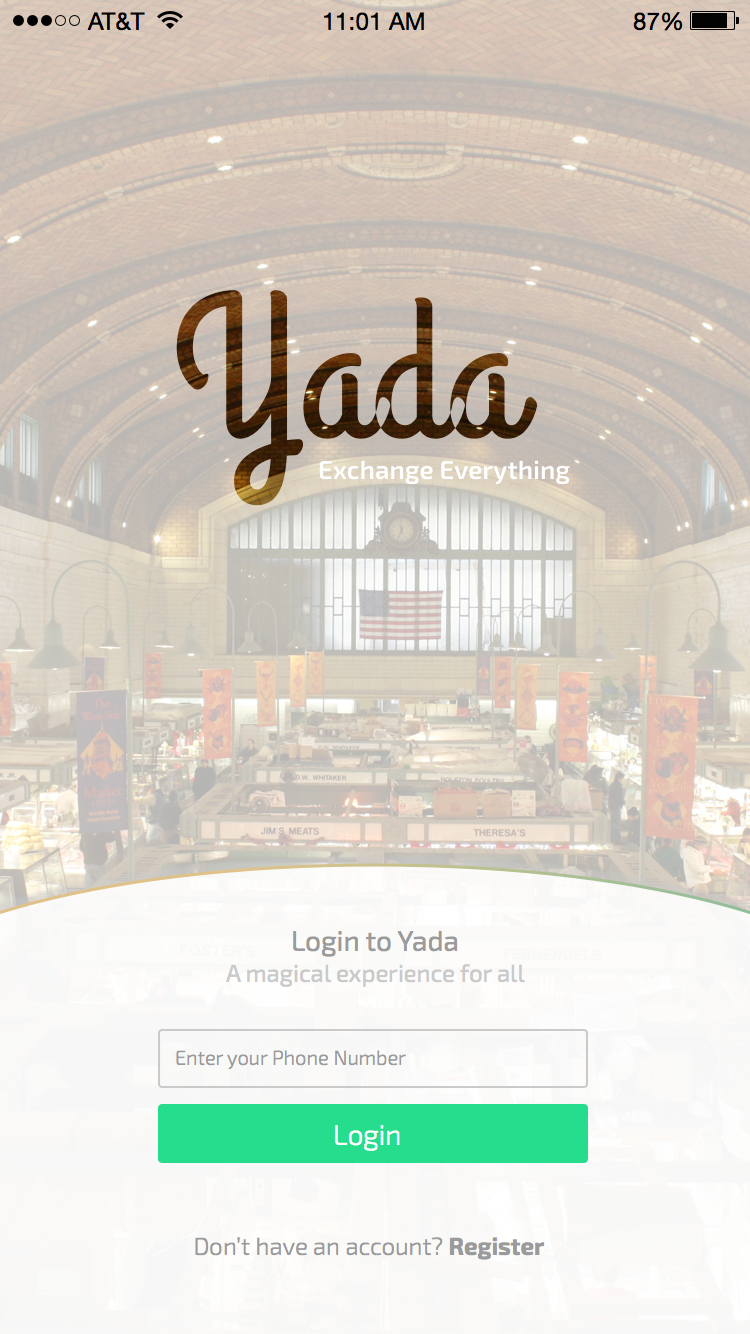 AT&T 11:01 AM 87%
Yada
Exchange Everything
D.W. WHITAKER
JIM'S MEATS
THERESA'S
Login to Yada
A magical experience for all
Enter your Phone Number
Login
Don't have an account? Register